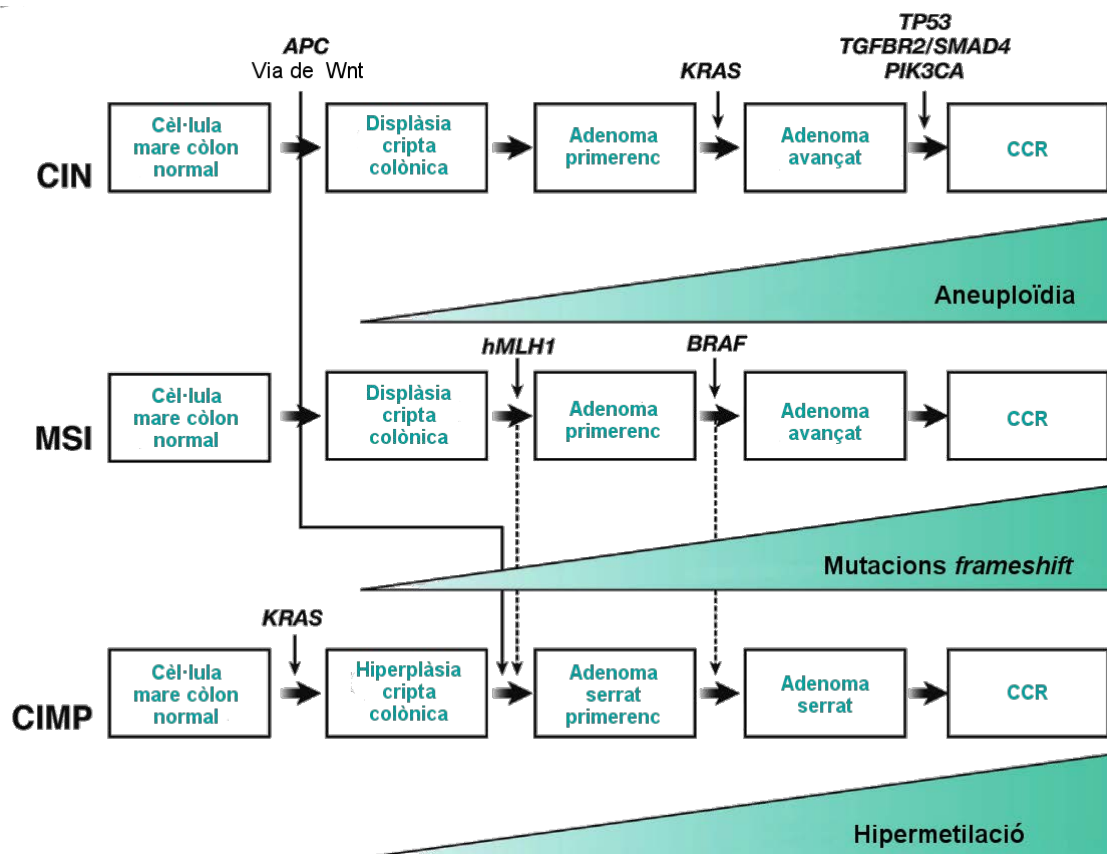 APC
Via de Wnt
KRAS
TP53
TGFBR2/SMAD4
PIK3CA
CIN
Cèl·lula
mare còlon
normal
Displàsia
cripta
colònica
Adenoma
primerenc
Adenoma
avançat
CCR
Aneuploïdia
hMLH1
BRAF
MSI
Cèl·lula
mare còlon
normal
Displàsia
cripta
colònica
Adenoma
primerenc
Adenoma
avançat
CCR
Mutacions frameshift
KRAS
CIMP
Cèl·lula
mare còlon
normal
Hiperplàsia
cripta
colònica
Adenoma
serrat
primerenc
Adenoma
serrat
CCR
Hipermetilació